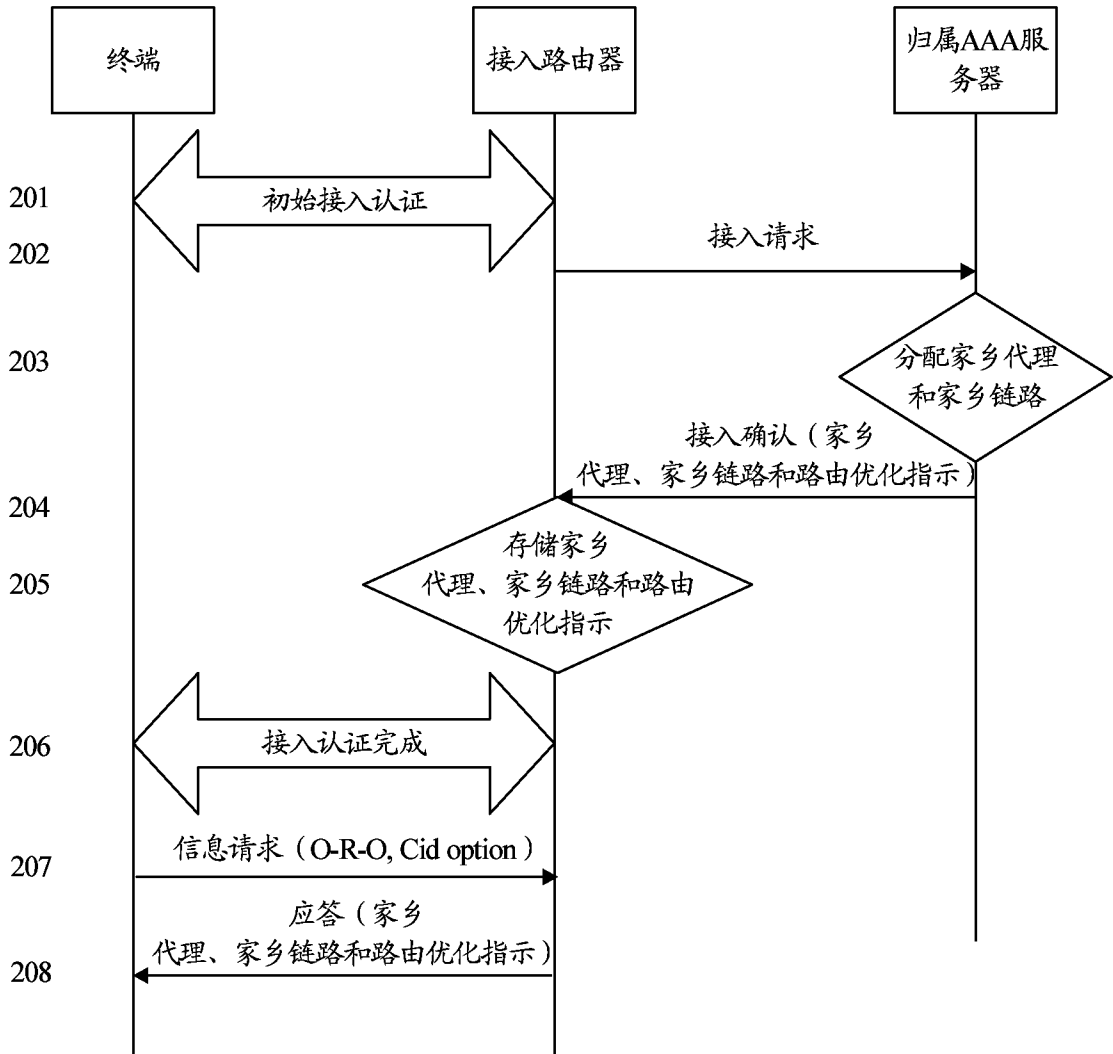 终端
接入路由器
归属AAA服
务器
201
初始接入认证
202
接入请求
203
分配家乡代理
和家乡链路
接入确认（家乡
代理、家乡链路和路由优化指示）
204
存储家乡
205
代理、家乡链路和路由
优化指示
206
接入认证完成
信息请求（O-R-O, Cid option）
207
应答（家乡
代理、家乡链路和路由优化指示）
208